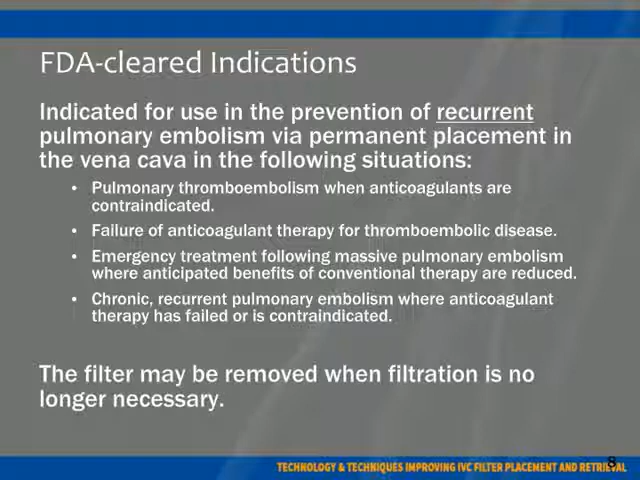 FDA-cleared Indications
Indicated for use in the prevention of recurrent
pulmonary embolism via permanent placement in
the vena cava in the following situations:
• Pulmonary thromboembolism when anticoagulants are
contraindicated.
• Failure of anticoagulant therapy for thromboembolic disease.
• Emergency treatment following massive pulmonary embolism
where anticipated benefits of conventional therapy are reduced.
• Chronic, recurrent pulmonary embolism where anticoagulant
therapy has failed or is contraindicated.
The filter may be removed when filtration is no
longer necessary.
8
TECHNOLOGY & TECHNIQUES IMPROVING IVC FILTER PLACEMENT AND RETRIEVAL